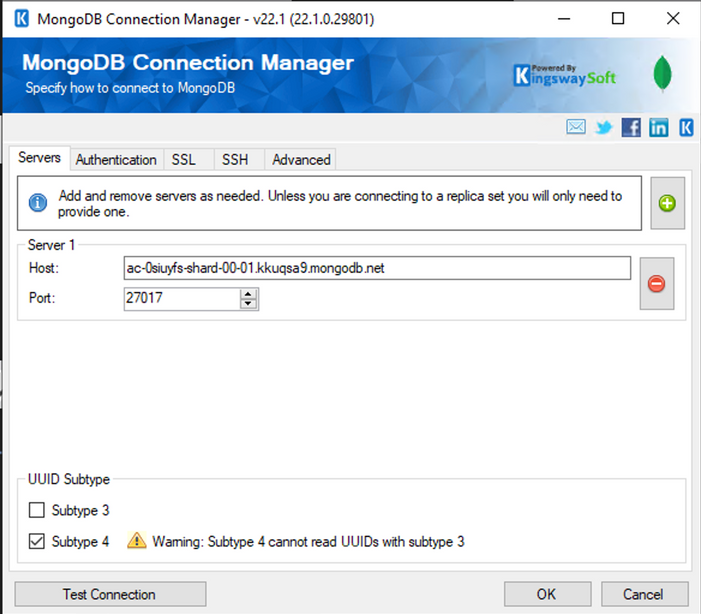 MongoDB Connection Manager - v22.1 (22.1.0.29801)
MongoDB Connection Manager
Specify how to connect to MongoDB
Powered By
KingswaySoft
Servers
Authentication
SSL
SSH
Advanced
Add and remove servers as needed. Unless you are connecting to a replica set you will only need to
provide one.
Server 1
Host:
ac-0siuyfs-shard-00-01.kkuqsa9.mongodb.net
Port:
27017
UUID Subtype
Subtype 3
Subtype 4
Warning: Subtype 4 cannot read UUIDs with subtype 3
Test Connection
OK
Cancel